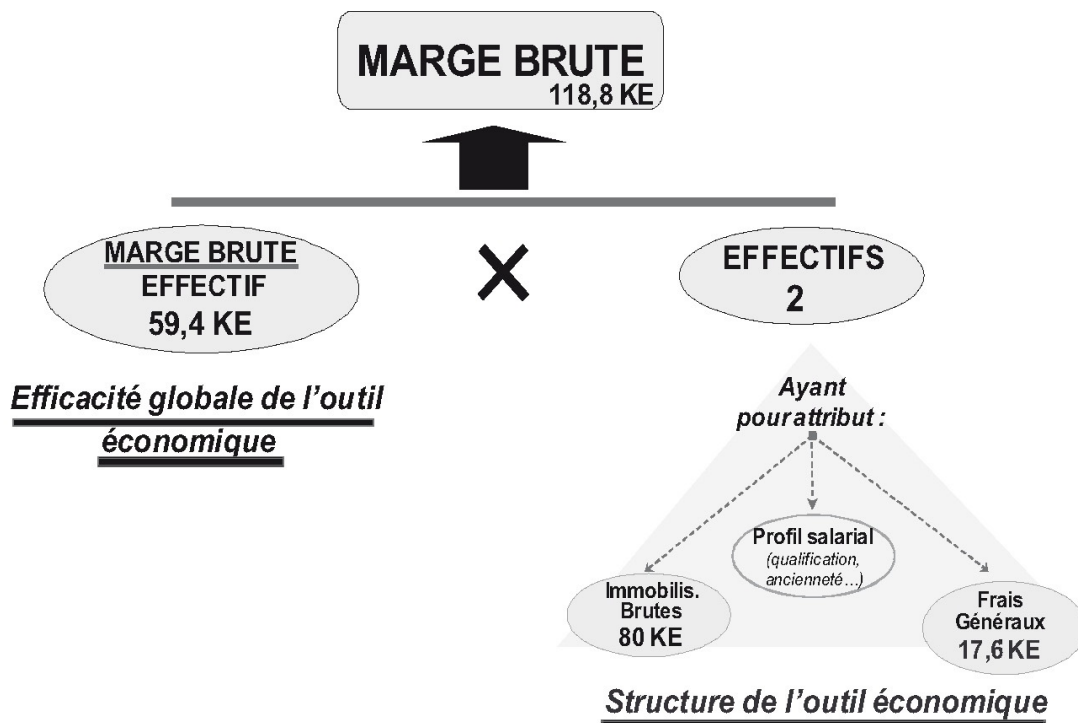 MARGE BRUTE
118,8 KE
MARGE BRUTE
EFFECTIF
59,4 KE
EFFECTIFS
2
Efficacité globale de l'outil
économique
Ayant
pour attribut :
Profil salarial
(qualification,
ancienneté...)
Immobilis.
Brutes
80 KE
Frais
Généraux
17,6 KE
Structure de l'outil économique